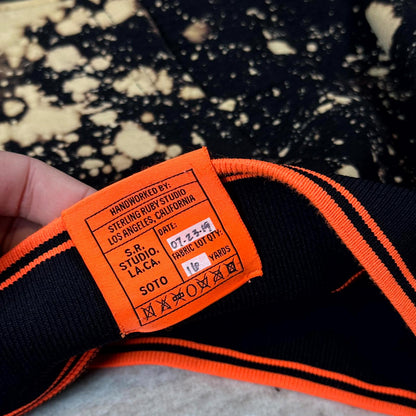 HANDWORKED BY:
STERLING RUBY STUDIO
LOS ANGELES, CALIFORNIA
S.R.
STUDIO.
LA.CA.
SOTO
DATE:
07-23-19
FABRIC LOT QTY:
16 YARDS